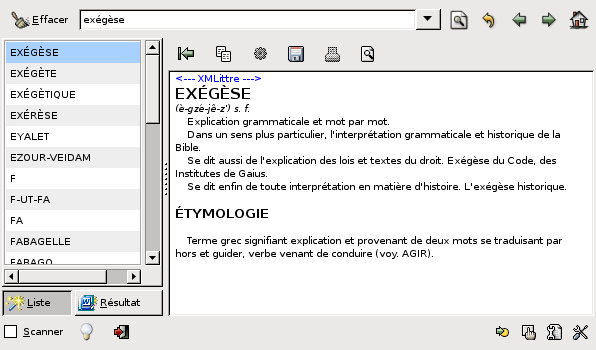 Effacer
exégèse
EXÉGÈSE
EXÉGÈTE
EXÉGÉTIQUE
EXÉRÈSE
EYALET
EZOUR-VEIDAM
F
F-UT-FA
FA
FABAGELLE
FABAGO
Liste
Résultat
Scanner
<--- XMLittre --->
EXÉGÈSE
(è-gzé-jê-z') s. f.
Explication grammaticale et mot par mot.
Dans un sens plus particulier, l'interprétation grammaticale et historique de la
Bible.
Se dit aussi de l'explication des lois et textes du droit. Exégèse du Code, des
Institutes de Gaius.
Se dit enfin de toute interprétation en matière d'histoire. L'exégèse historique.
ÉTYMOLOGIE
Terme grec signifiant explication et provenant de deux mots se traduisant par
hors et guider, verbe venant de conduire (voy. AGIR).